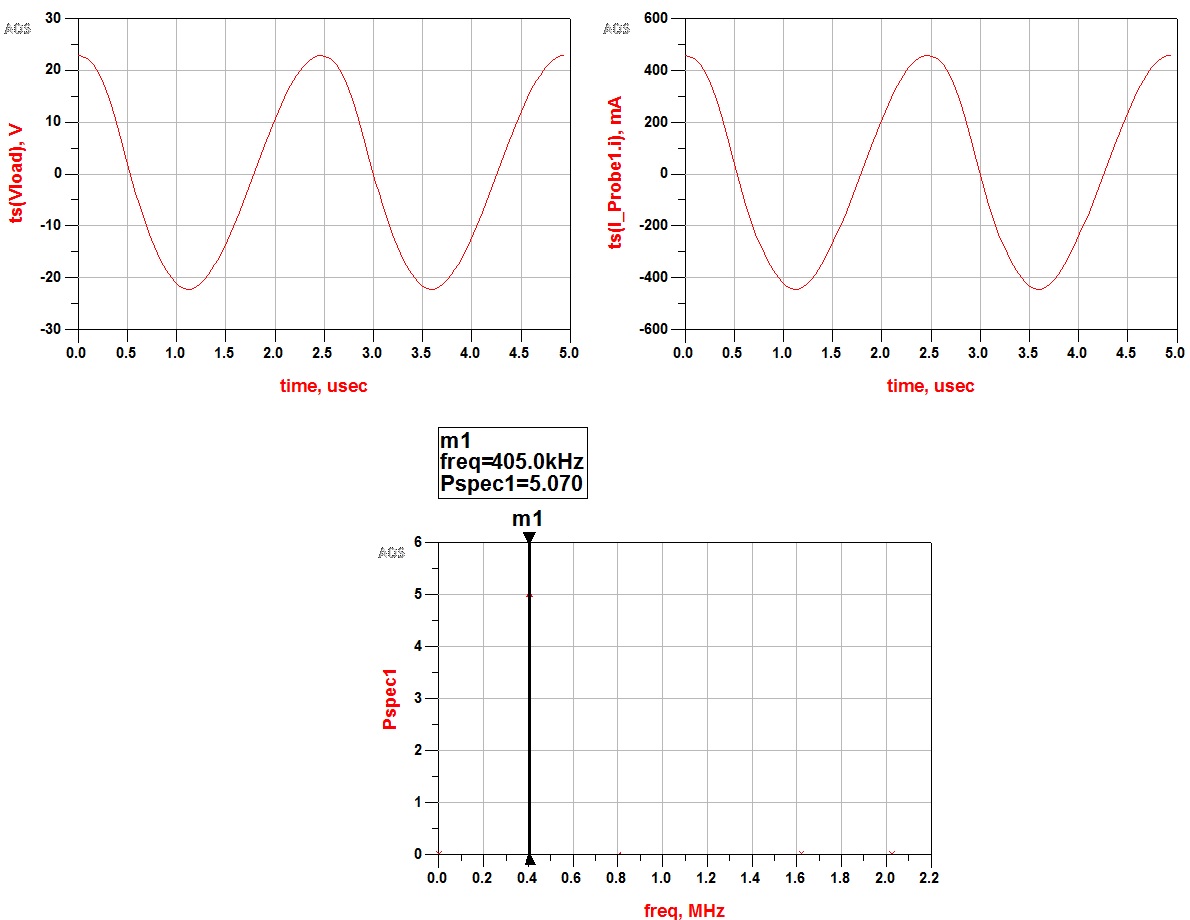 ADS
30
20
10
0
-10
-20
-30
ts(Vload), V
0.0 0.5 1.0 1.5 2.0 2.5 3.0 3.5 4.0 4.5 5.0
time, usec
ADS
600
400
200
0
-200
-400
-600
ts(I_Probe1.i), mA
0.0 0.5 1.0 1.5 2.0 2.5 3.0 3.5 4.0 4.5 5.0
time, usec
m1
freq=405.0kHz
Pspec1=5.070
m1
ADS
6
5
4
3
2
1
0
Pspec1
0.0 0.2 0.4 0.6 0.8 1.0 1.2 1.4 1.6 1.8 2.0 2.2
freq, MHz